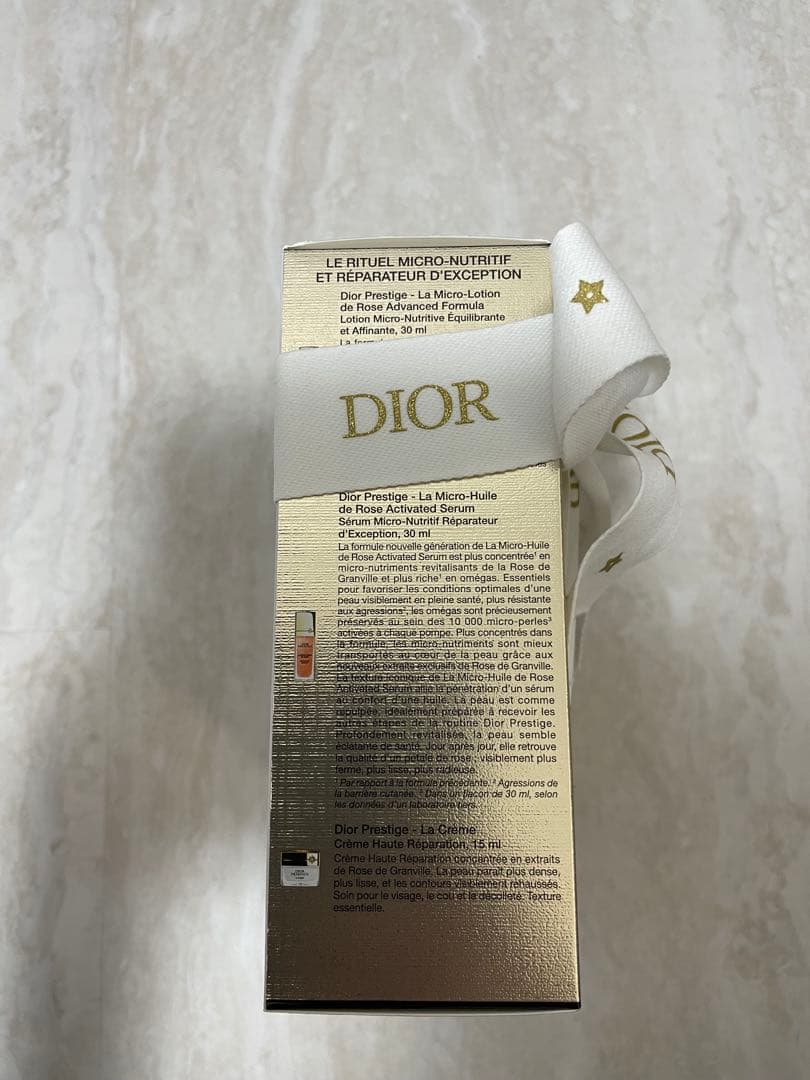 LE RITUEL MICRO-NUTRITIF
ET RÉPARATEUR D'EXCEPTION
Dior Prestige - La Micro-Lotion
de Rose Advanced Formula
Lotion Micro-Nutritive Équilibrante
et Affinante, 30 ml
La
DIOR
Dior Prestige - La Micro-Huile
de Rose Activated Serum
Sérum Micro-Nutritif Réparateur
d'Exception, 30 ml
La formule nouvelle génération de La Micro-Huile
de Rose Activated Serum est plus concentrée¹ en
micro-nutriments revitalisants de la Rose de
Granville et plus riche¹ en omégas. Essentiels
pour favoriser les conditions optimales d'une
peau visiblement en pleine santé, plus résistante
aux agressions², les omégas sont précieusement
préservés au sein des 10 000 micro-perles³
activées à chaque pompe. Plus concentrés dans
la formule, les micro-nutriments sont mieux
transportés au cœur de la peau grâce aux
nouveaux extraits exclusifs de Rose de Granville.
La texture iconique de La Micro-Huile de Rose
Activated Serum allie la pénétration d'un sérum
au confort d'une huile. La peau est comme
repulpée, idéalement préparée à recevoir les
autres étapes de la routine Dior Prestige.
Profondément revitalisée, la peau semble
éclatante de santé. Jour après jour, elle retrouve
la qualité d'un pétale de rose : visiblement plus
ferme, plus lisse, plus radieuse.
¹ Par rapport à la formule précédente. ² Agressions de
la barrière cutanée. ³ Dans un flacon de 30 ml, selon
les données d'un laboratoire tiers.
Dior Prestige - La Crème
Crème Haute Réparation, 15 ml
Crème Haute Réparation concentrée en extraits
de Rose de Granville. La peau paraît plus dense,
plus lisse, et les contours visiblement rehaussés.
Soin pour le visage, le cou et le décolleté. Texture
essentielle.